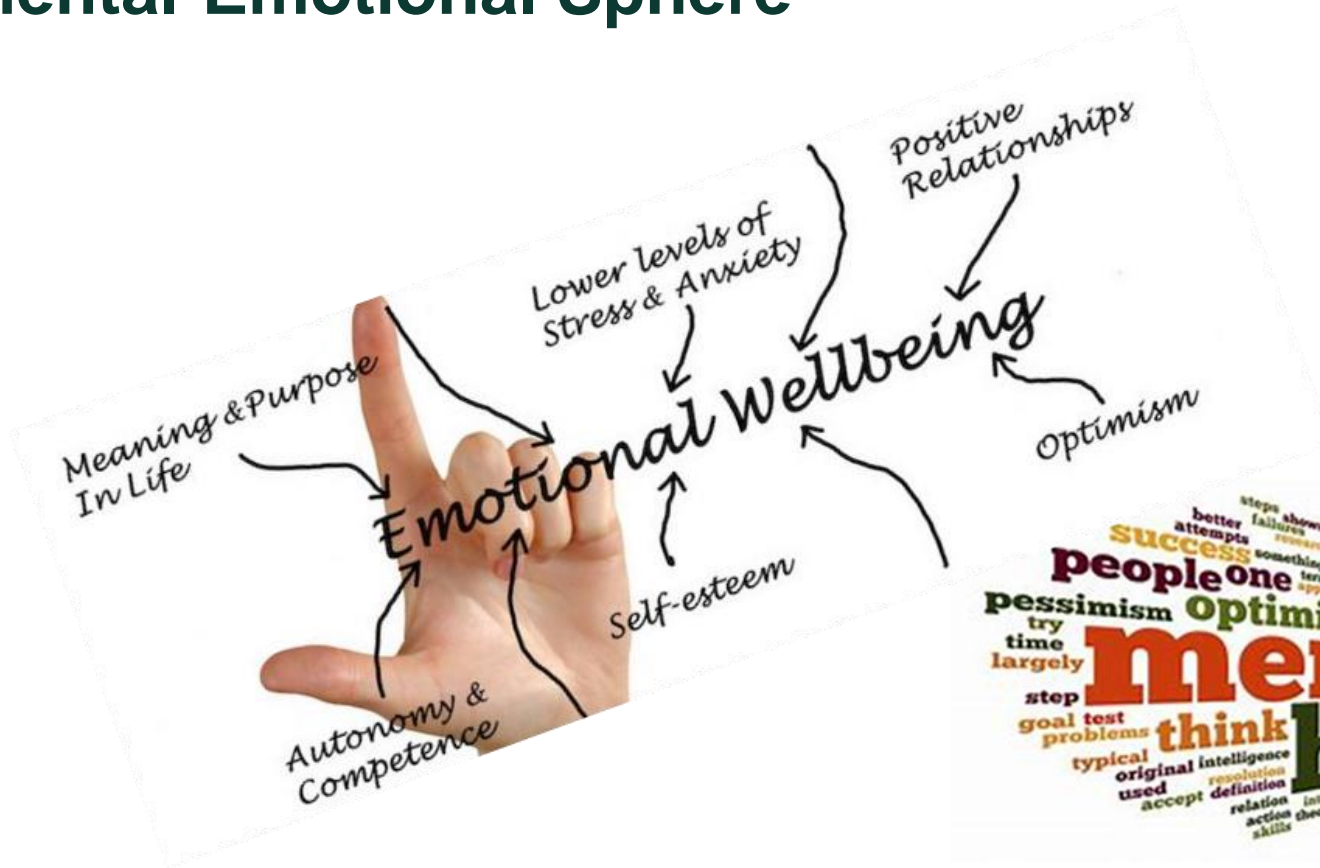 Emotional Sphere
Positive
Relationships
Lower levels of
Stress & Anxiety
Meaning &Purpose
In Life
Emotional Wellbeing
Optimism
Self-esteem
Autonomy &
Competence
steps
better
attempts
failures
success
something
people one
pessimism
try
time
largely
step
goal test
problems think
typical
original intelligence
used
resolution
accept definition
relation
action
skills